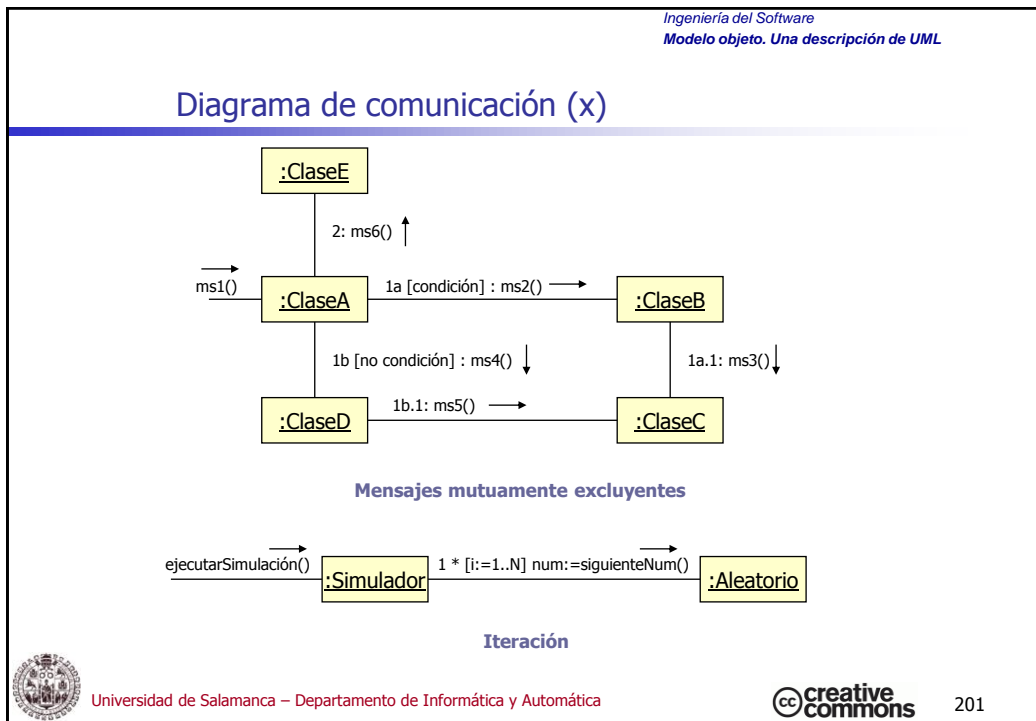 Ingeniería del Software
Modelo objeto. Una descripción de UML
Diagrama de comunicación (x)
:ClaseE
2: ms6()
ms1()
:ClaseA
1a [condición] : ms2()
:ClaseB
1b [no condición] : ms4()
1a.1: ms3()
:ClaseD
1b.1: ms5()
:ClaseC
Mensajes mutuamente excluyentes
ejecutarSimulación()
:Simulador
1 * [i:=1..N] num:=siguienteNum()
:Aleatorio
Iteración
Universidad de Salamanca – Departamento de Informática y Automática
cc creative commons
201